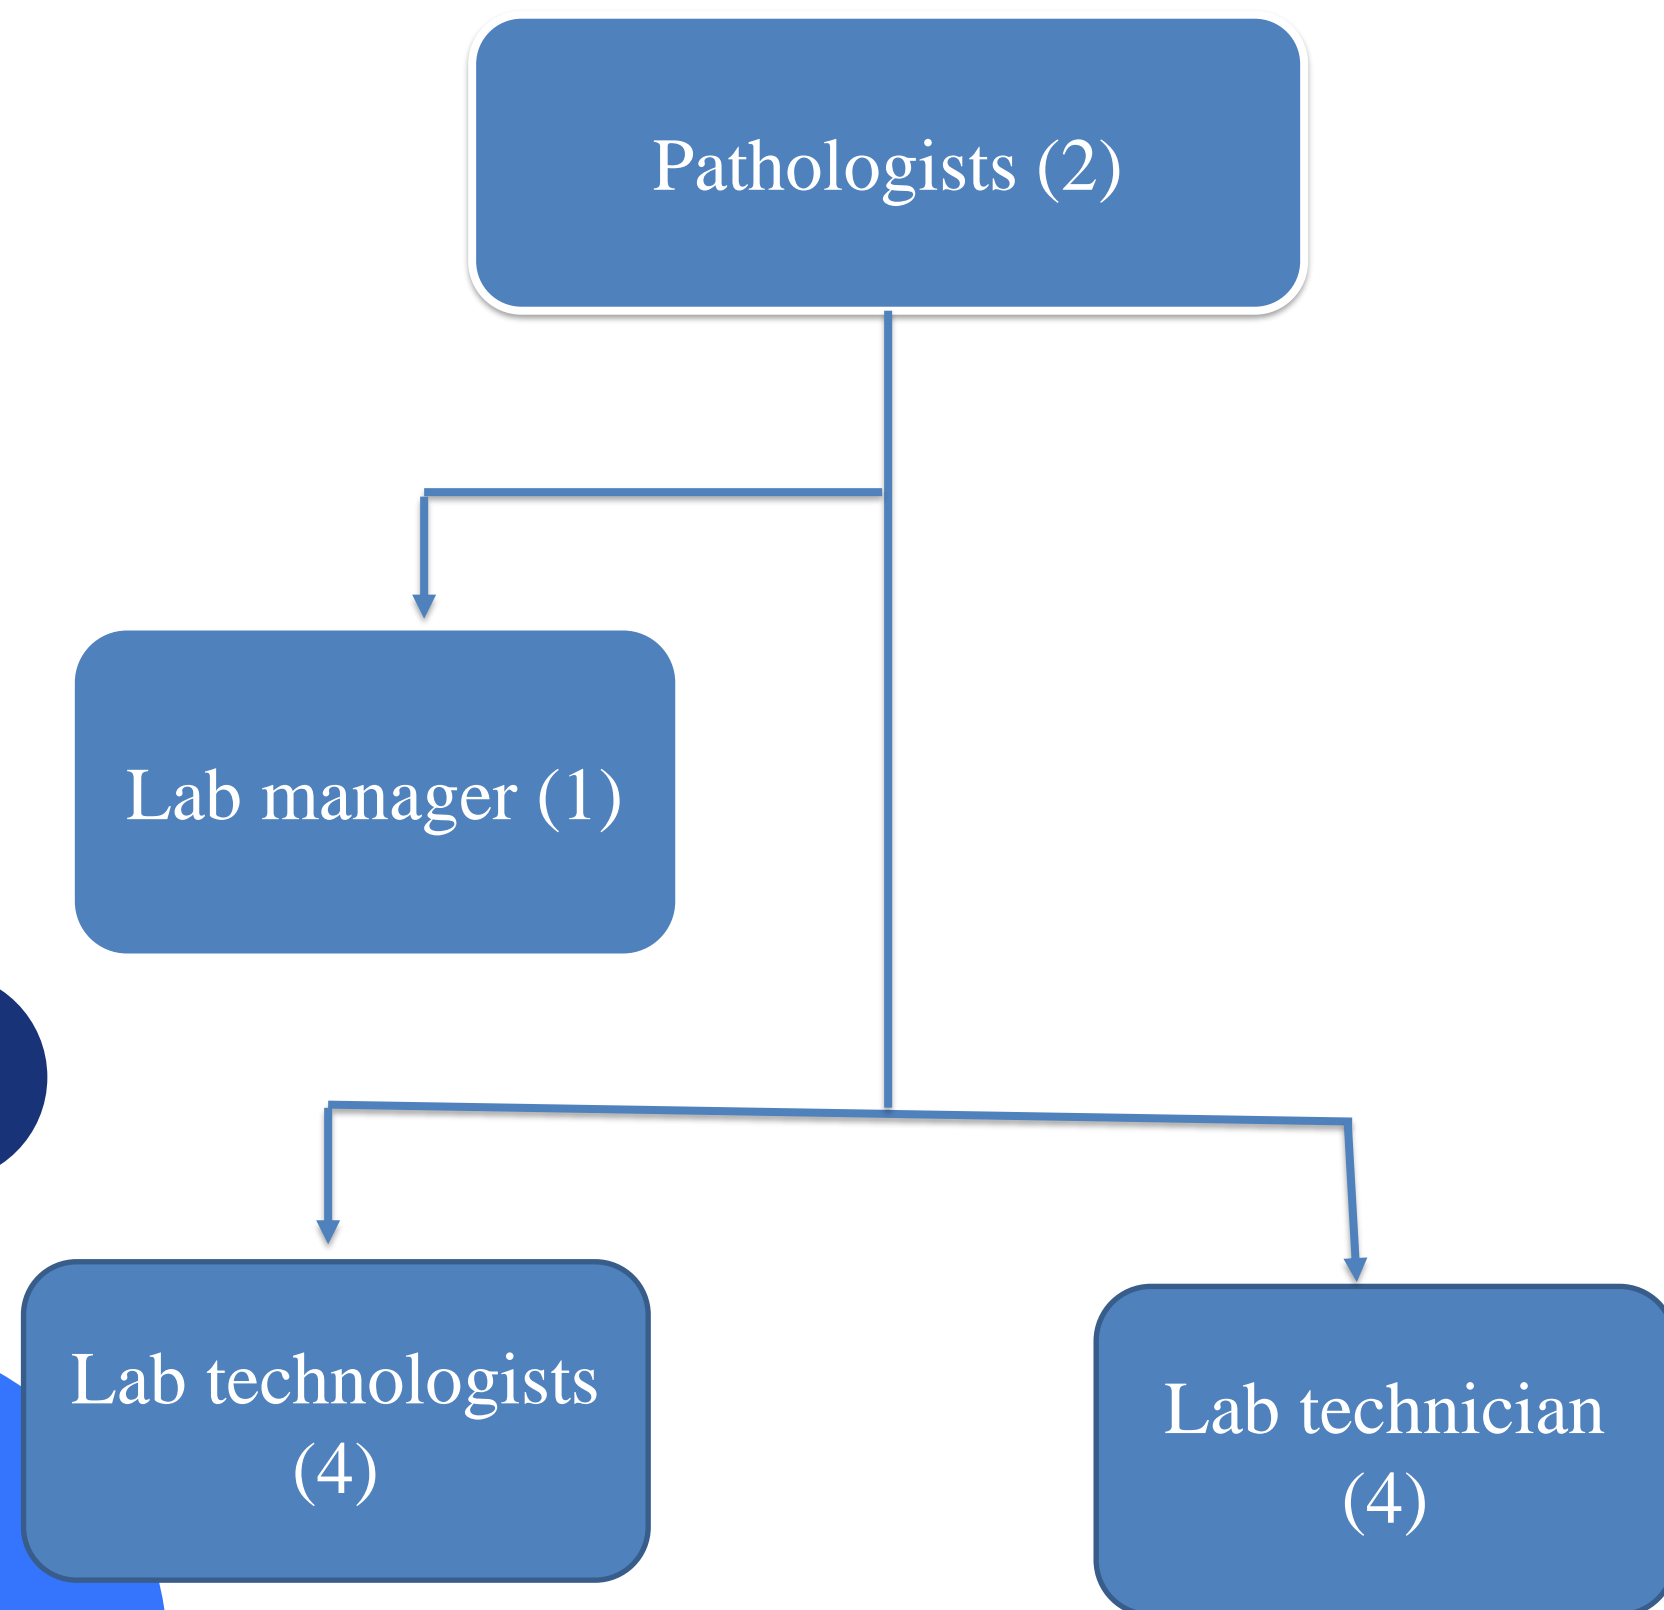 Pathologists (2)
Lab manager (1)
Lab technologists
(4)
Lab technician
(4)